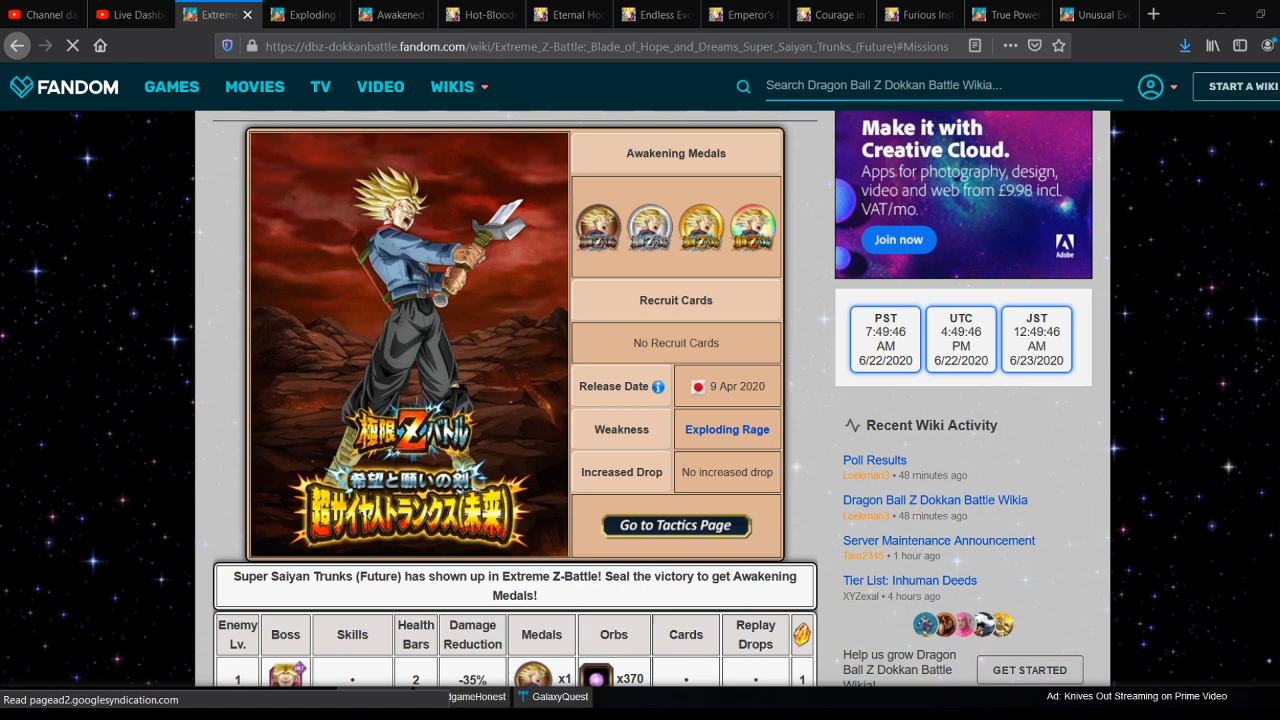 Channel da
Live Dashb
Extreme
Exploding
Awakened
Hot-Blood
Eternal Ho
Endless Ev
Emperor's
Courage in
Furious Inst
True Power
Unusual Ev
https://dbz-dokkanbattle.fandom.com/wiki/Extreme_Z-Battle:_Blade_of_Hope_and_Dreams_Super_Saiyan_Trunks_(Future)#Missions
FANDOM
GAMES
MOVIES
TV
VIDEO
WIKIS
Search Dragon Ball Z Dokkan Battle Wikia...
START A WIKI
極限Zバトル
希望と願いの剣
超サイヤ人トランクス(未来)
Awakening Medals
Recruit Cards
No Recruit Cards
Release Date
9 Apr 2020
Weakness
Exploding Rage
Increased Drop
No increased drop
Go to Tactics Page
Super Saiyan Trunks (Future) has shown up in Extreme Z-Battle! Seal the victory to get Awakening
Medals!
Enemy Lv.
Boss
Skills
Health Bars
Damage Reduction
Medals
Orbs
Cards
Replay Drops
1
•
2
-35%
x1
x370
•
•
1
Make it with
Creative Cloud.
Apps for photography, design,
video and web from £9.98 incl.
VAT/mo.
Join now
Adobe
PST
7:49:46
AM
6/22/2020
UTC
4:49:46
PM
6/22/2020
JST
12:49:46
AM
6/23/2020
Recent Wiki Activity
Poll Results
Loekman3 • 48 minutes ago
Dragon Ball Z Dokkan Battle Wikia
Loekman3 • 48 minutes ago
Server Maintenance Announcement
Taro2345 • 1 hour ago
Tier List: Inhuman Deeds
XYZexal • 4 hours ago
Help us grow Dragon
Ball Z Dokkan Battle
Wikia!
GET STARTED
Read pagead2.googlesyndication.com
dgameHonest
GalaxyQuest
Ad: Knives Out Streaming on Prime Video